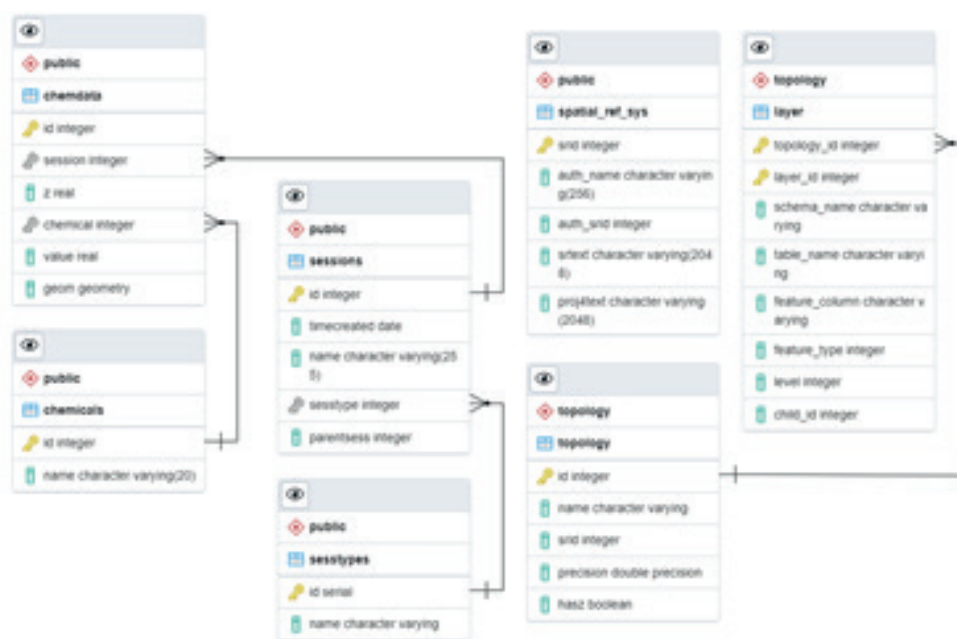 public
chemdata
id integer
session integer
z real
chemical integer
value real
geom geometry
public
chemicals
id integer
name character varying(20)
public
sessions
id integer
timecreated date
name character varying(25
5)
sesstype integer
parentsess integer
public
sesstypes
id serial
name character varying
public
spatial_ref_sys
srid integer
auth_name character varyin
g(256)
auth_srid integer
srtext character varying(204
8)
proj4text character varying
(2048)
topology
topology
id integer
name character varying
srid integer
precision double precision
hasz boolean
topology
layer
topology_id integer
layer_id integer
schema_name character va
rying
table_name character varyi
ng
feature_column character v
arying
feature_type integer
level integer
child_id integer